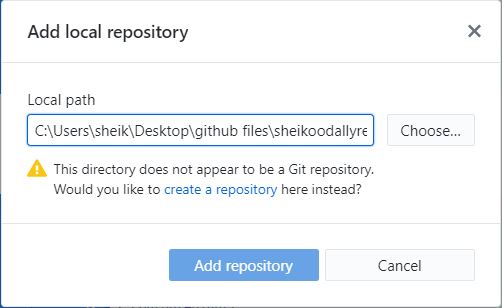 Add local repository
Local path
C:\Users\sheik\Desktop\github files\sheikoodallyre
Choose...
This directory does not appear to be a Git repository.
Would you like to create a repository here instead?
Add repository
Cancel